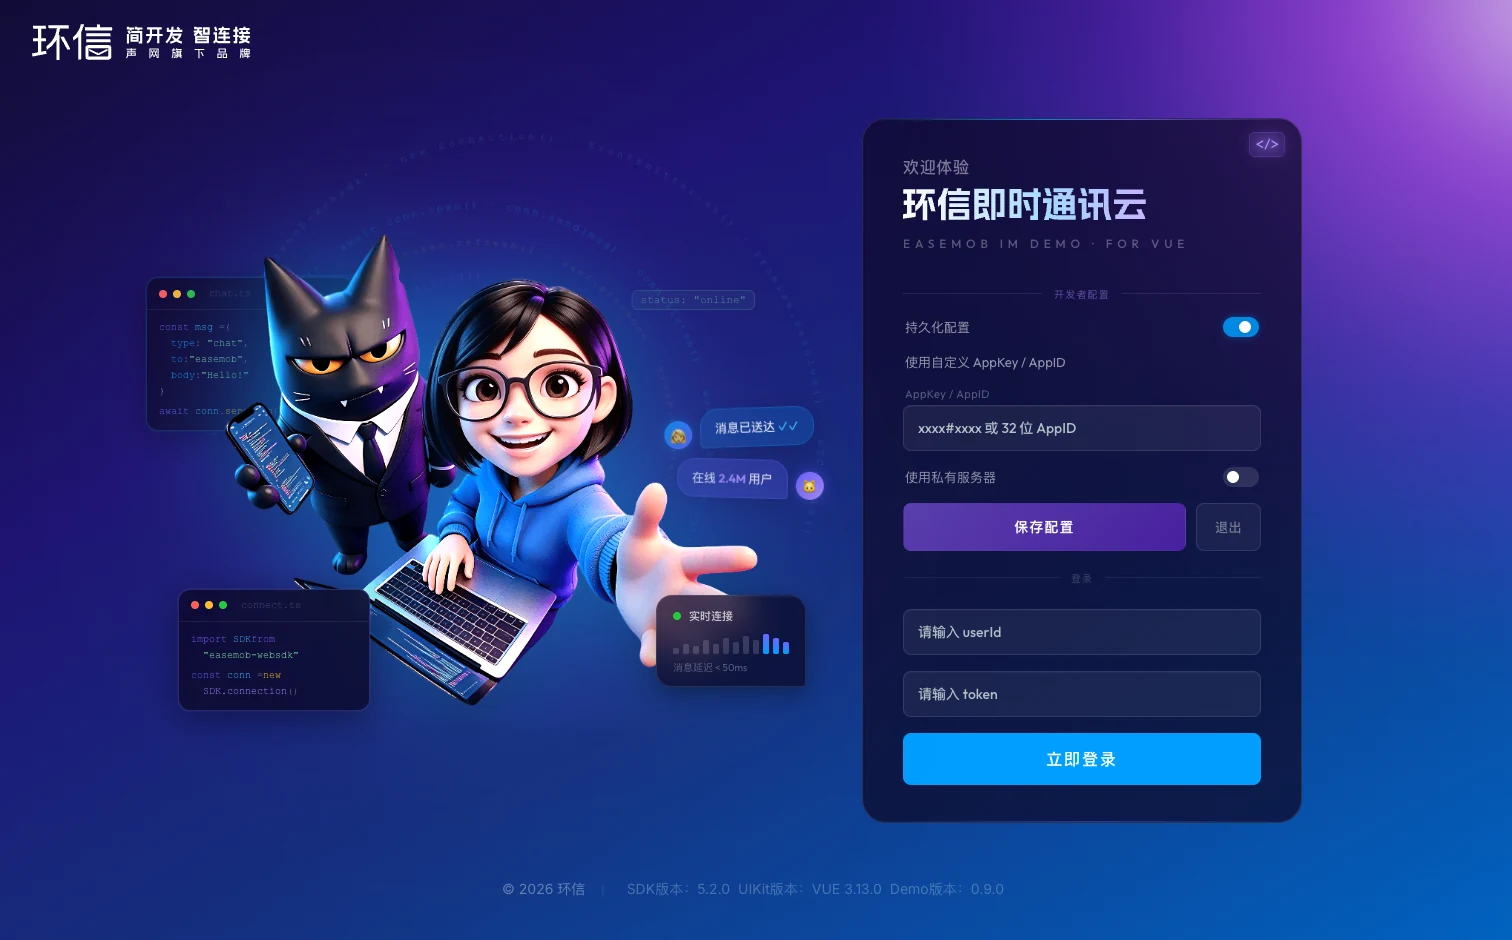 环信 简开发 智连接
声网旗下品牌
chat.ts
const msg ={
type: "chat",
to:"easemob",
body:"Hello!"
}
await conn.send
status: "online"
消息已送达 ✓✓
在线 2.4M 用户
connect.ts
import SDKfrom
"easemob-websdk"
const conn =new
SDK.connection()
实时连接
消息延迟 < 50ms
</>
欢迎体验
环信即时通讯云
EASEMOB IM DEMO · FOR VUE
开发者配置
持久化配置
使用自定义 AppKey / AppID
AppKey / AppID
xxxx#xxxx 或 32 位 AppID
使用私有服务器
保存配置 退出
登录
请输入 userId
请输入 token
立即登录
© 2026 环信 | SDK版本：5.2.0 UIKit版本：VUE 3.13.0 Demo版本：0.9.0